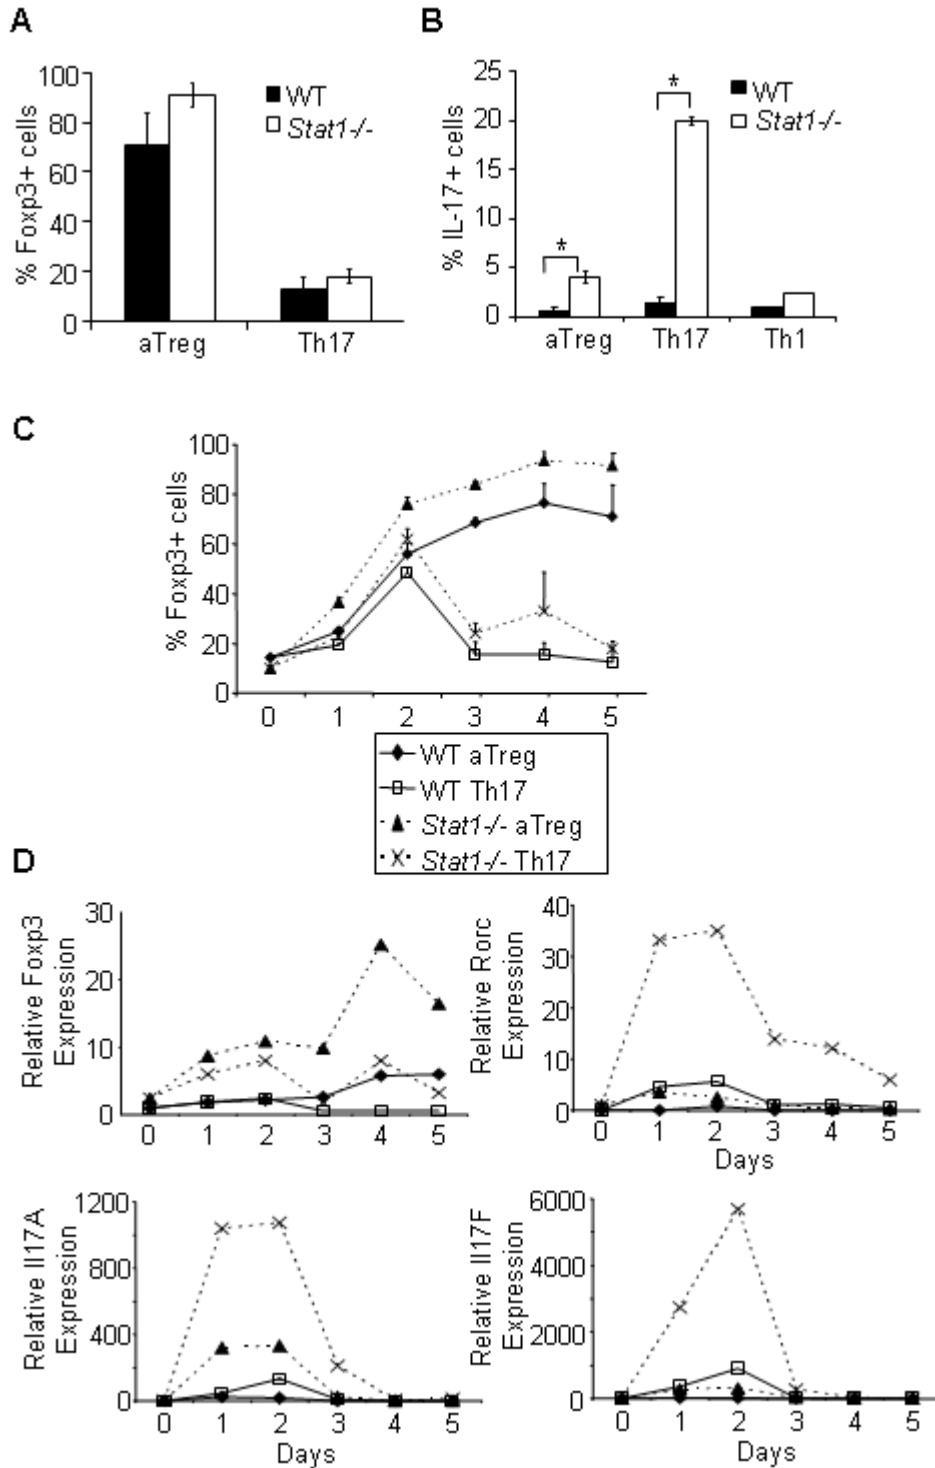 A
B
% Foxp3+ cells
100
80
60
40
20
0
WT
Stat1-/-
aTreg
Th17
% IL-17+ cells
25
20
15
10
5
0
*
*
WT
Stat1-/-
aTreg
Th17
Th1
C
% Foxp3+ cells
100
80
60
40
20
0
0 1 2 3 4 5
WT aTreg
WT Th17
Stat1-/- aTreg
Stat1-/- Th17
D
Relative Foxp3
Expression
30
20
10
0
0 1 2 3 4 5
Relative Rorc
Expression
40
30
20
10
0
0 1 2 3 4 5
Days
Relative Il17A
Expression
1200
800
400
0
0 1 2 3 4 5
Days
Relative Il17F
Expression
6000
4000
2000
0
0 1 2 3 4 5
Days